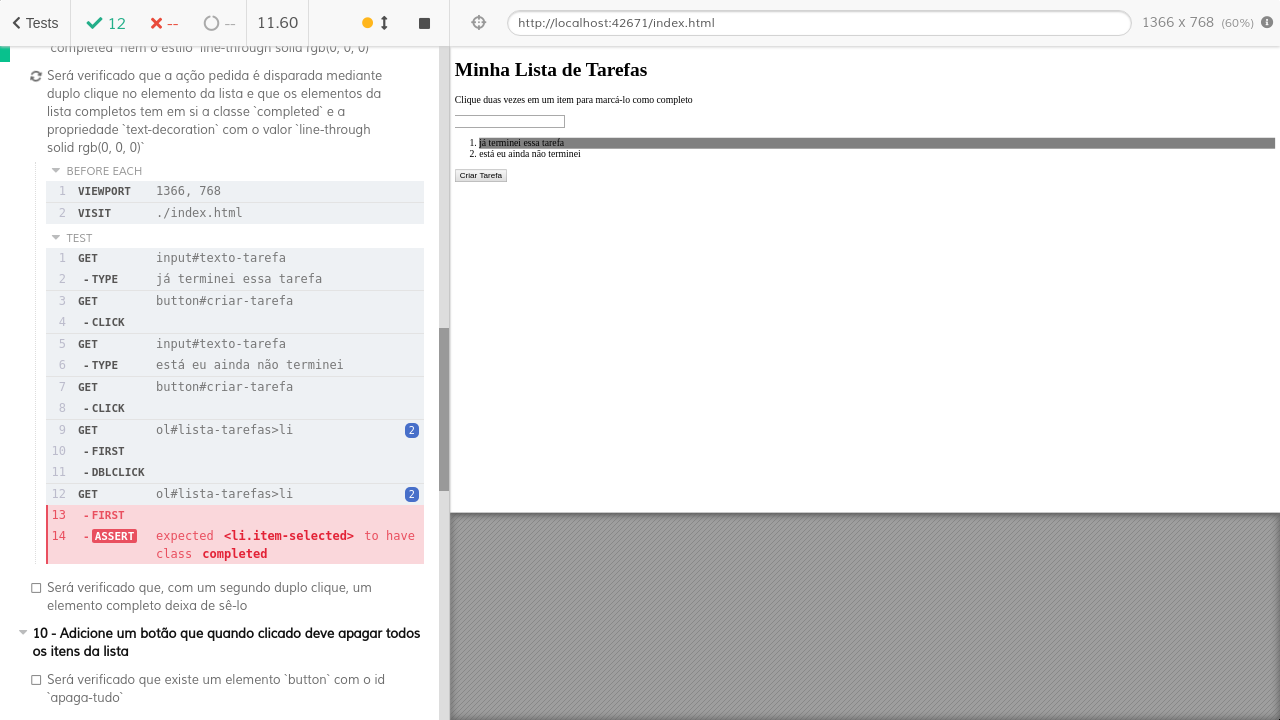 Tests
12
--
--
11.60
http://localhost:42671/index.html
1366 x 768 (60%)
`completed` nem o estilo `line-through solid rgb(0, 0, 0)`
Será verificado que a ação pedida é disparada mediante
duplo clique no elemento da lista e que os elementos da
lista completos tem em si a classe `completed` e a
propriedade `text-decoration` com o valor `line-through
solid rgb(0, 0, 0)`
BEFORE EACH
1 VIEWPORT 1366, 768
2 VISIT ./index.html
TEST
1 GET input#texto-tarefa
2 -TYPE já terminei essa tarefa
3 GET button#criar-tarefa
4 -CLICK
5 GET input#texto-tarefa
6 -TYPE está eu ainda não terminei
7 GET button#criar-tarefa
8 -CLICK
9 GET ol#lista-tarefas>li 2
10 -FIRST
11 -DBLCLICK
12 GET ol#lista-tarefas>li 2
13 -FIRST
14 -ASSERT expected <li.item-selected> to have
class completed
Será verificado que, com um segundo duplo clique, um
elemento completo deixa de sê-lo
10 - Adicione um botão que quando clicado deve apagar todos
os itens da lista
Será verificado que existe um elemento `button` com o id
`apaga-tudo`
Minha Lista de Tarefas
Clique duas vezes em um item para marcá-lo como completo
1. já terminei essa tarefa
2. está eu ainda não terminei
Criar Tarefa